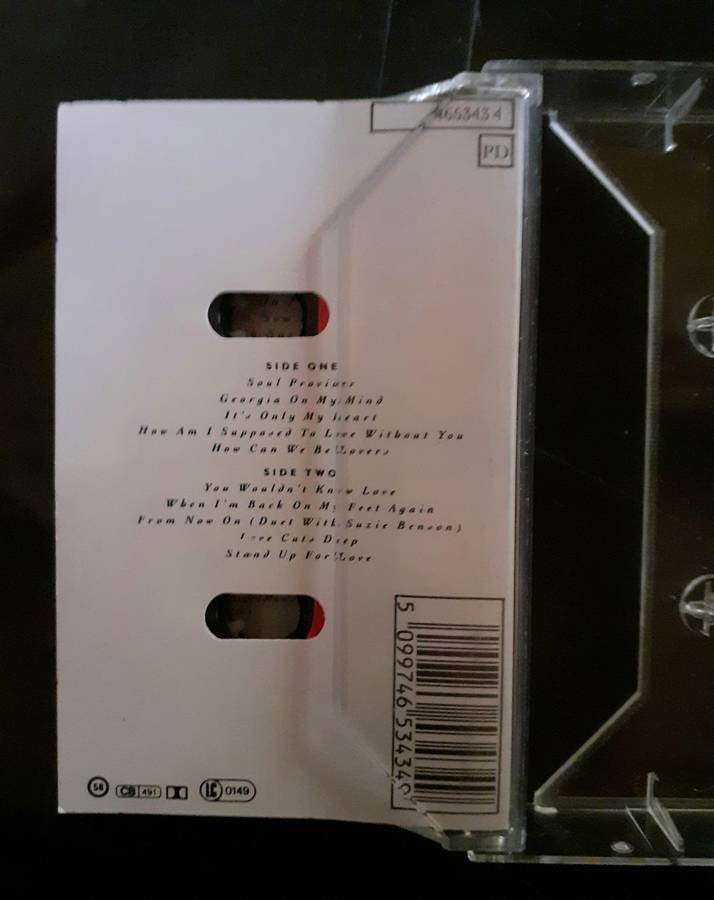 465343 4
PD
SIDE ONE
Soul Provider
Georgia On My Mind
It's Only My Heart
How Am I Supposed To Love Without You
How Can We Be Lovers
SIDE TWO
You Wouldn't Know Love
When I'm Back On My Feet Again
From Now On (Duet With Suzie Benson)
Love Cuts Deep
Stand Up For Love
5 099746 534340
58 CB 491 LC 0149